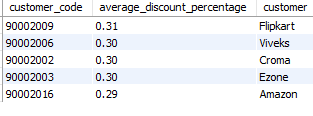 customer_code average_discount_percentage customer
90002009 0.31 Flipkart
90002006 0.30 Viveks
90002002 0.30 Croma
90002003 0.30 Ezone
90002016 0.29 Amazon